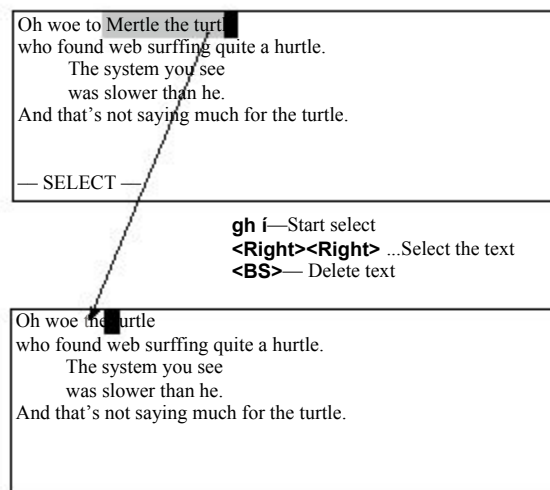 Oh woe to Mertle the turtl
who found web surffing quite a hurtle.
The system you see
was slower than he.
And that’s not saying much for the turtle.
— SELECT —
gh í—Start select
<Right><Right> ...Select the text
<BS>— Delete text
Oh woe the urtle
who found web surffing quite a hurtle.
The system you see
was slower than he.
And that’s not saying much for the turtle.